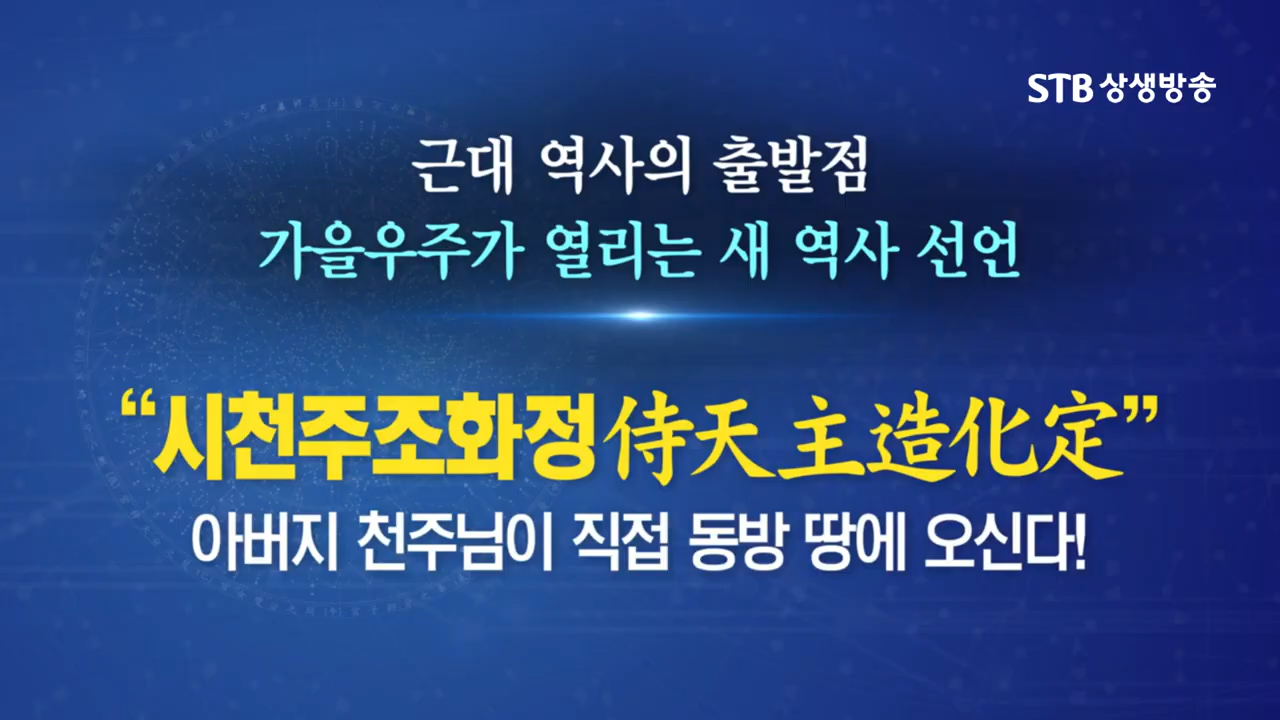 STB 상생방송
근대 역사의 출발점
가을우주가 열리는 새 역사 선언
“시천주조화정侍天主造化定”
아버지 천주님이 직접 동방 땅에 오신다!